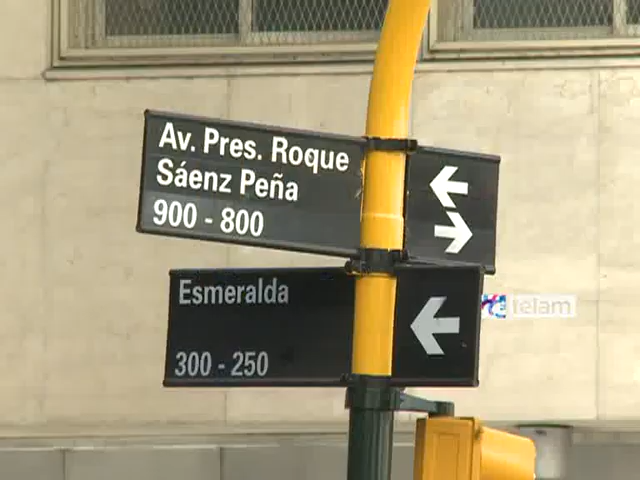 Av. Pres. Roque
Sáenz Peña
900 - 800
Esmeralda
300 - 250
telam